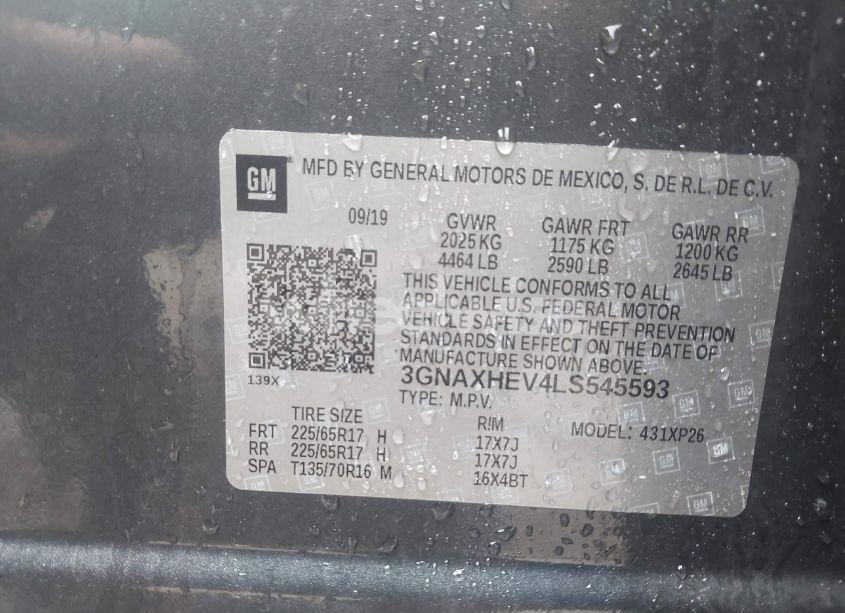 GM
MFD BY GENERAL MOTORS DE MEXICO, S. DE R.L. DE C.V.
09/19 GVWR GAWR FRT GAWR RR
2025 KG 1175 KG 1200 KG
4464 LB 2590 LB 2645 LB
THIS VEHICLE CONFORMS TO ALL
APPLICABLE U.S. FEDERAL MOTOR
VEHICLE SAFETY AND THEFT PREVENTION
STANDARDS IN EFFECT ON THE DATE OF
MANUFACTURE SHOWN ABOVE.
139X
3GNAXHEV4LS545593
TYPE: M.P.V.
TIRE SIZE RIM MODEL: 431XP26
FRT 225/65R17 H 17X7J
RR 225/65R17 H 17X7J
SPA T135/70R16 M 16X4BT